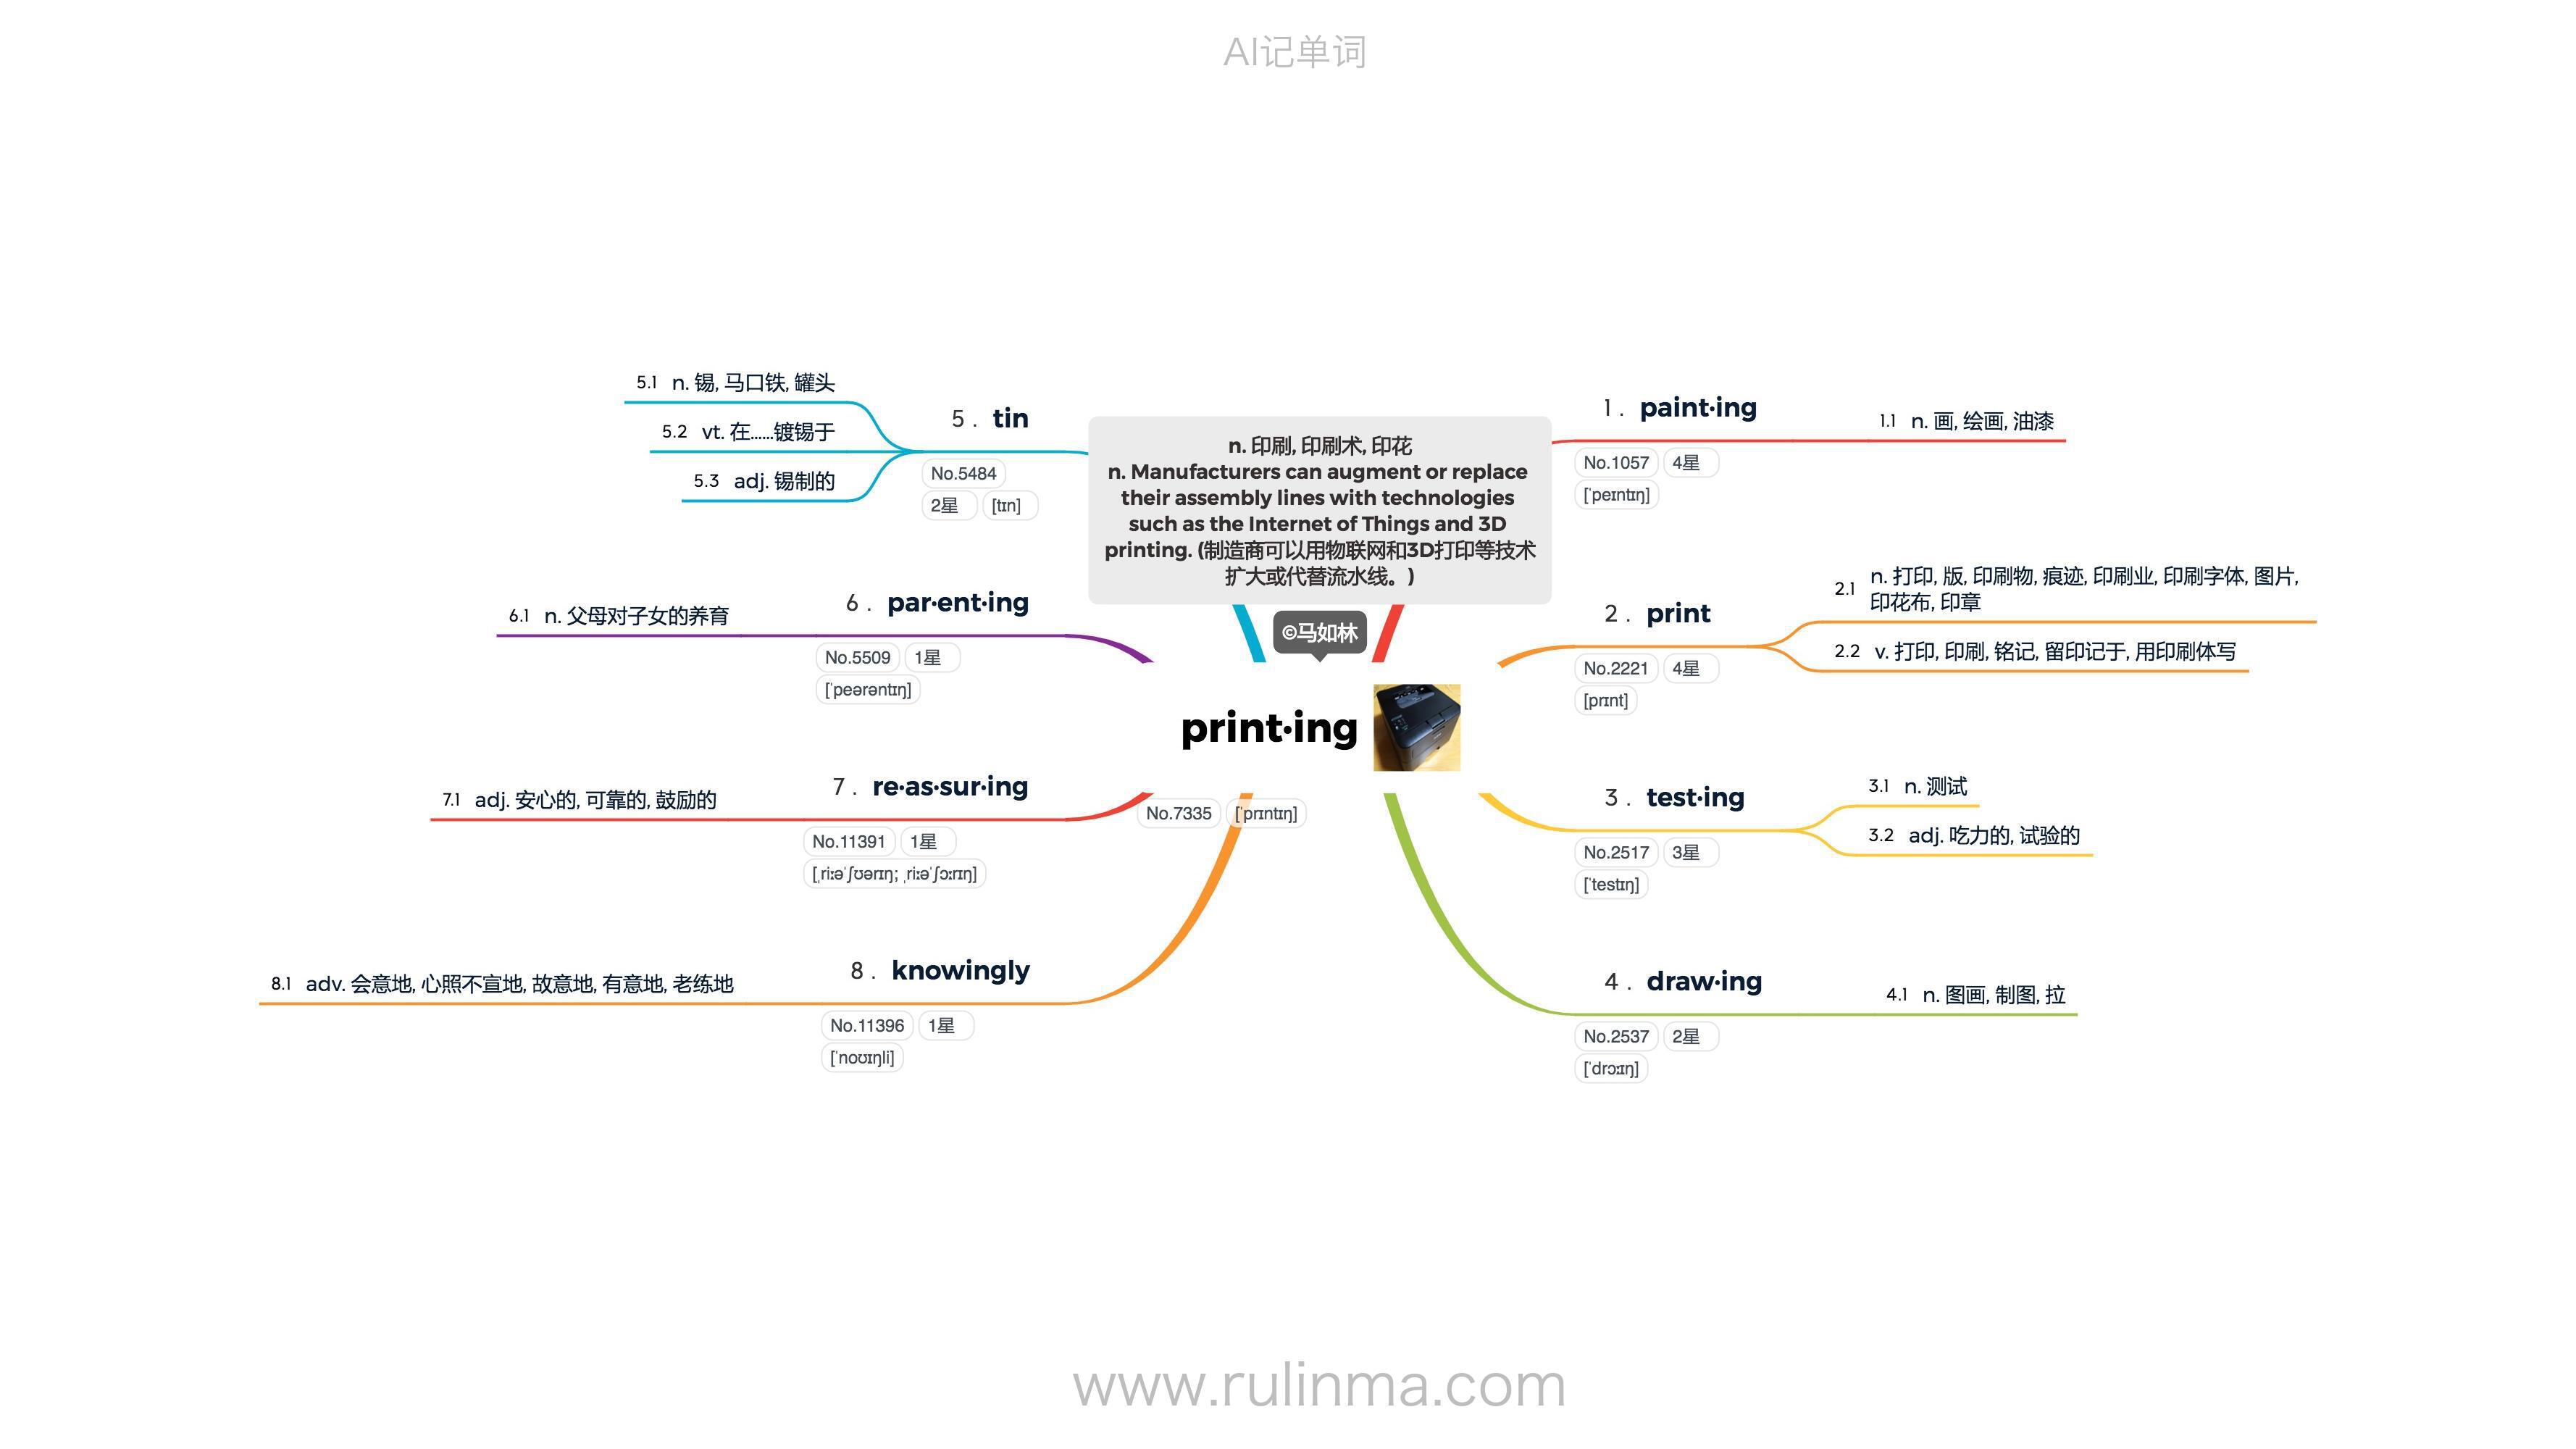 AI记单词
n. 印刷, 印刷术, 印花
n. Manufacturers can augment or replace
their assembly lines with technologies
such as the Internet of Things and 3D
printing. (制造商可以用物联网和3D打印等技术
扩大或代替流水线。)
©马如林
print·ing
No.7335 [ˈprɪntɪŋ]
1 . paint·ing
No.1057 4星
[ˈpeɪntɪŋ]
1.1 n. 画, 绘画, 油漆
2 . print
No.2221 4星
[prɪnt]
2.1 n. 打印, 版, 印刷物, 痕迹, 印刷业, 印刷字体, 图片,
印花布, 印章
2.2 v. 打印, 印刷, 铭记, 留印记于, 用印刷体写
3 . test·ing
No.2517 3星
[ˈtestɪŋ]
3.1 n. 测试
3.2 adj. 吃力的, 试验的
4 . draw·ing
No.2537 2星
[ˈdrɔːɪŋ]
4.1 n. 图画, 制图, 拉
5 . tin
No.5484
2星 [tɪn]
5.1 n. 锡, 马口铁, 罐头
5.2 vt. 在......镀锡于
5.3 adj. 锡制的
6 . par·ent·ing
No.5509 1星
[ˈpeərəntɪŋ]
6.1 n. 父母对子女的养育
7 . re·as·sur·ing
No.11391 1星
[ˌriːəˈʃʊərɪŋ; ˌriːəˈʃɔːrɪŋ]
7.1 adj. 安心的, 可靠的, 鼓励的
8 . knowingly
No.11396 1星
[ˈnoʊɪŋli]
8.1 adv. 会意地, 心照不宣地, 故意地, 有意地, 老练地
www.rulinma.com